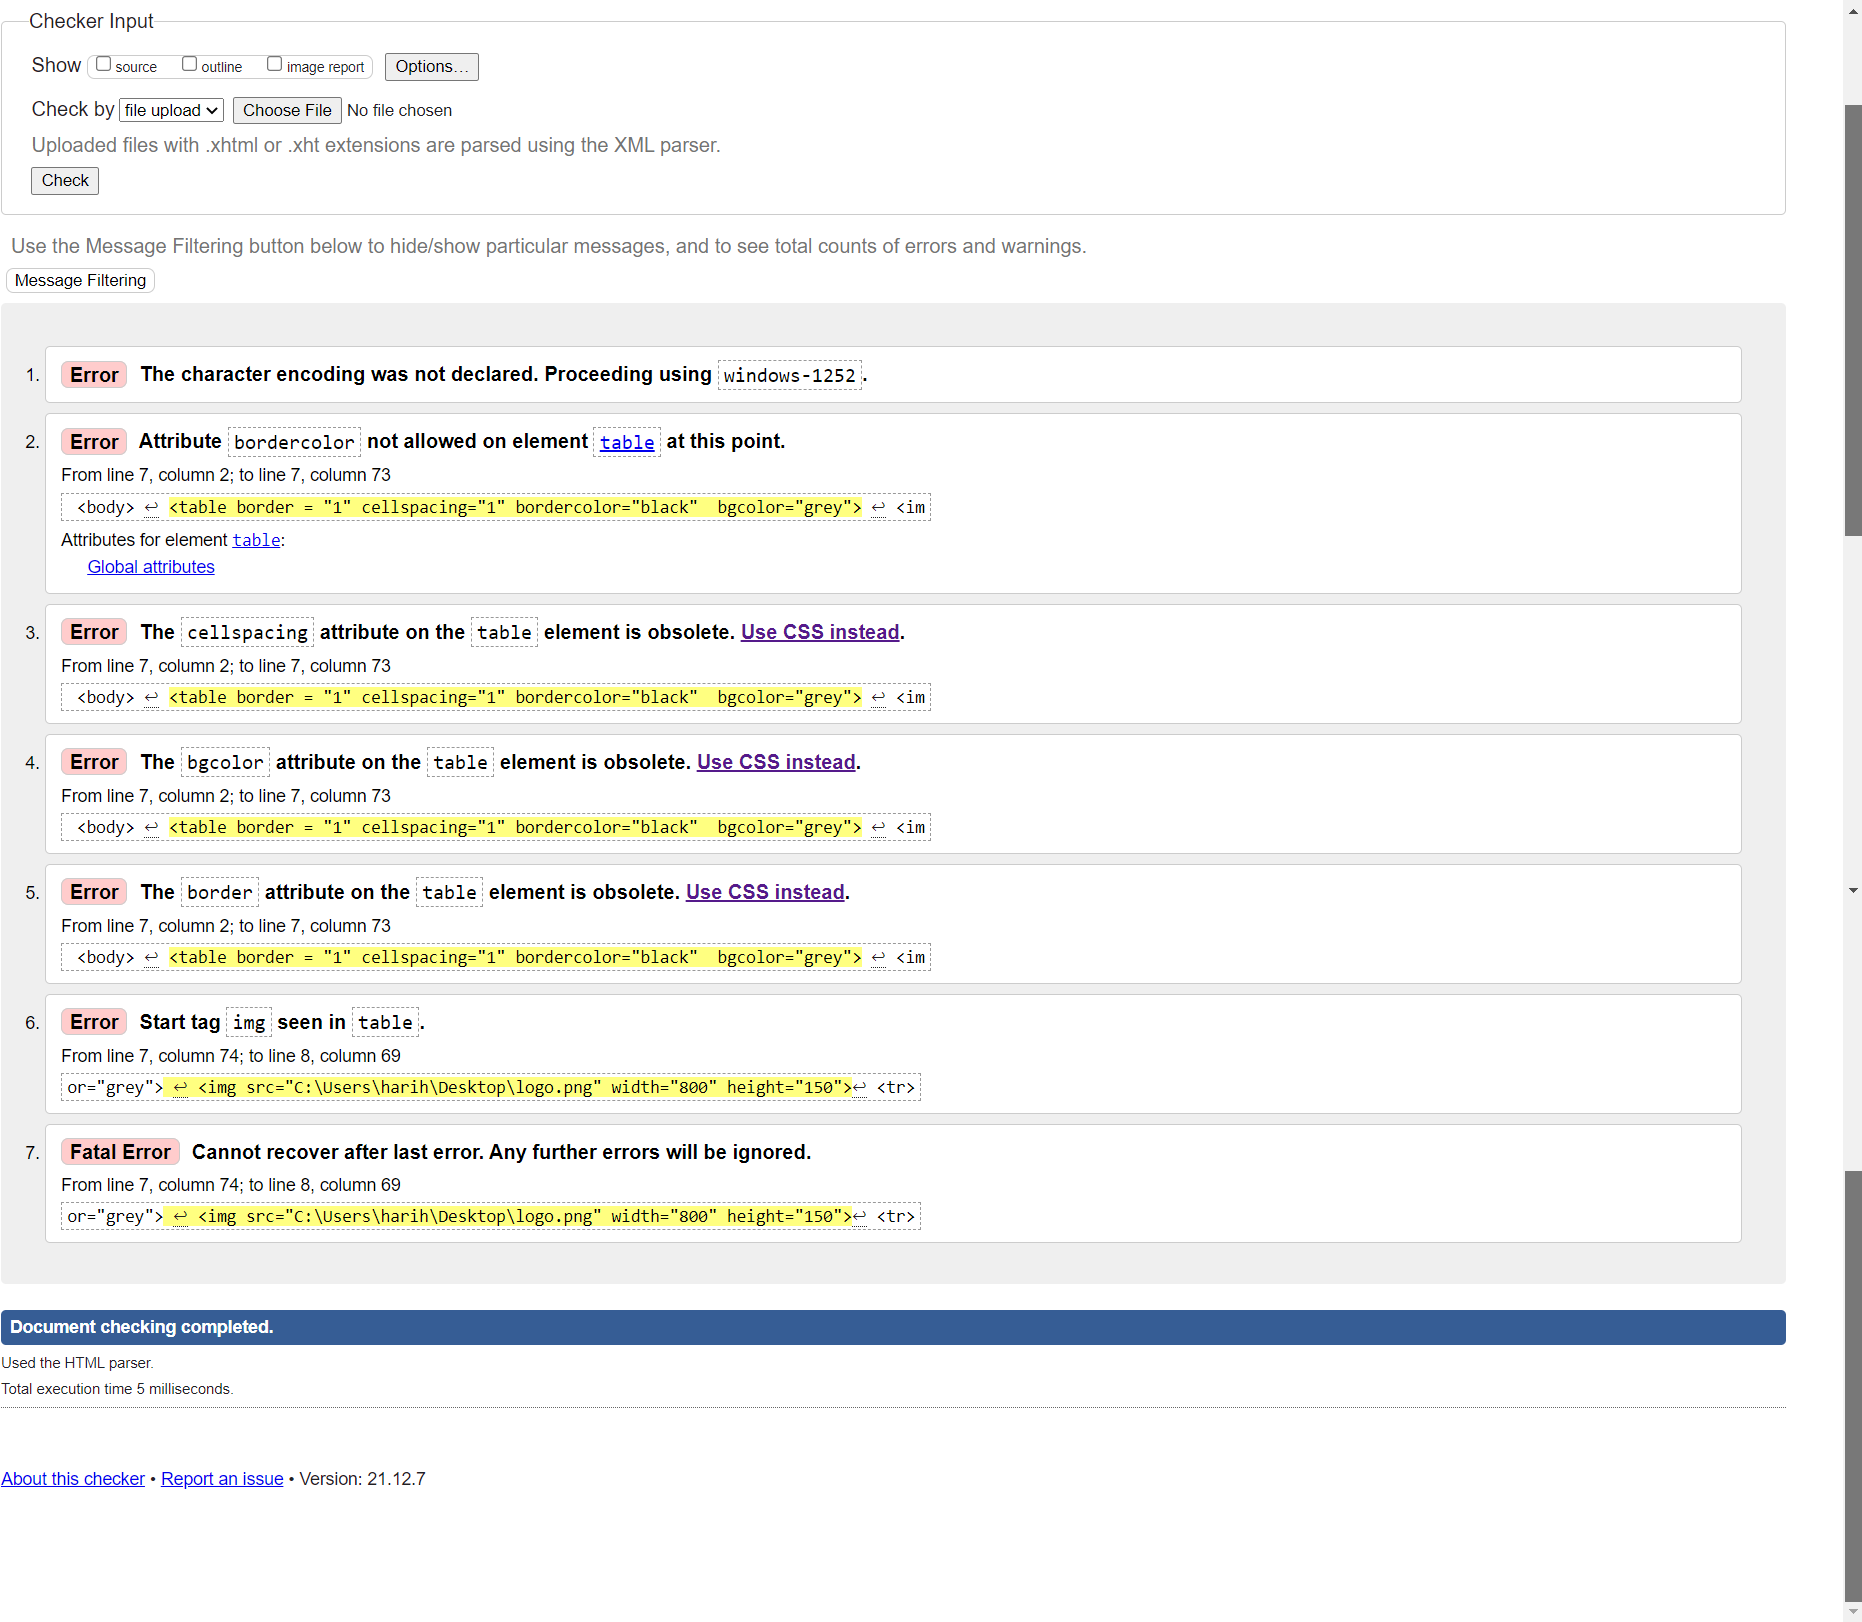 Checker Input
Show source outline image report Options...
Check by file upload Choose File No file chosen
Uploaded files with .xhtml or .xht extensions are parsed using the XML parser.
Check
Use the Message Filtering button below to hide/show particular messages, and to see total counts of errors and warnings.
Message Filtering
1. Error The character encoding was not declared. Proceeding using windows-1252.
2. Error Attribute bordercolor not allowed on element table at this point.
From line 7, column 2; to line 7, column 73
<body> ↩ <table border = "1" cellspacing="1" bordercolor="black"  bgcolor="grey"> ↩ <im
Attributes for element table:
Global attributes
3. Error The cellspacing attribute on the table element is obsolete. Use CSS instead.
From line 7, column 2; to line 7, column 73
<body> ↩ <table border = "1" cellspacing="1" bordercolor="black"  bgcolor="grey"> ↩ <im
4. Error The bgcolor attribute on the table element is obsolete. Use CSS instead.
From line 7, column 2; to line 7, column 73
<body> ↩ <table border = "1" cellspacing="1" bordercolor="black"  bgcolor="grey"> ↩ <im
5. Error The border attribute on the table element is obsolete. Use CSS instead.
From line 7, column 2; to line 7, column 73
<body> ↩ <table border = "1" cellspacing="1" bordercolor="black"  bgcolor="grey"> ↩ <im
6. Error Start tag img seen in table.
From line 7, column 74; to line 8, column 69
or="grey"> ↩ <img src="C:\Users\harih\Desktop\logo.png" width="800" height="150">↩ <tr>
7. Fatal Error Cannot recover after last error. Any further errors will be ignored.
From line 7, column 74; to line 8, column 69
or="grey"> ↩ <img src="C:\Users\harih\Desktop\logo.png" width="800" height="150">↩ <tr>
Document checking completed.
Used the HTML parser.
Total execution time 5 milliseconds.
About this checker • Report an issue • Version: 21.12.7